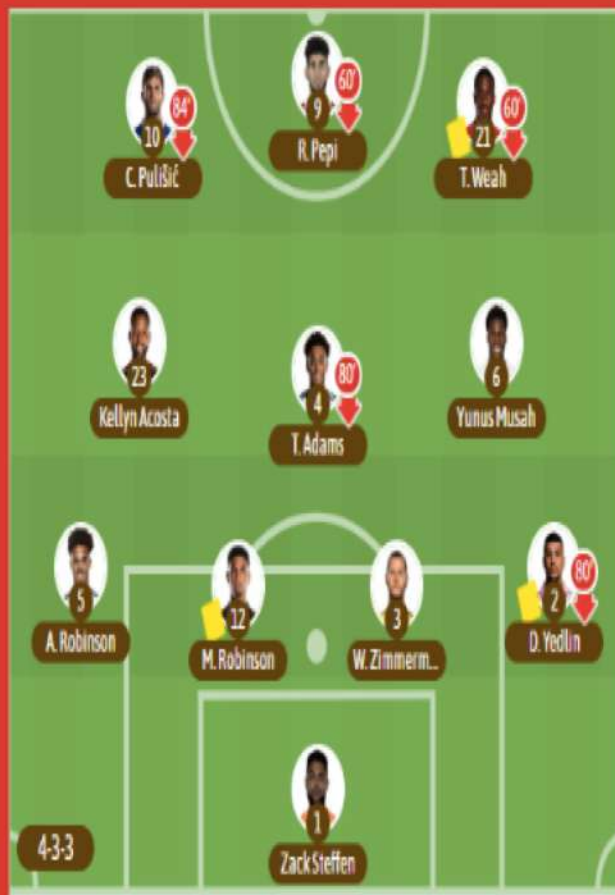 84'
10
C. Pulišić
60'
9
R. Pepi
60'
21
T. Weah
23
Kellyn Acosta
80'
4
T. Adams
6
Yunus Musah
5
A. Robinson
12
M. Robinson
3
W. Zimmerm...
80'
2
D. Yedlin
1
Zack Steffen
4-3-3